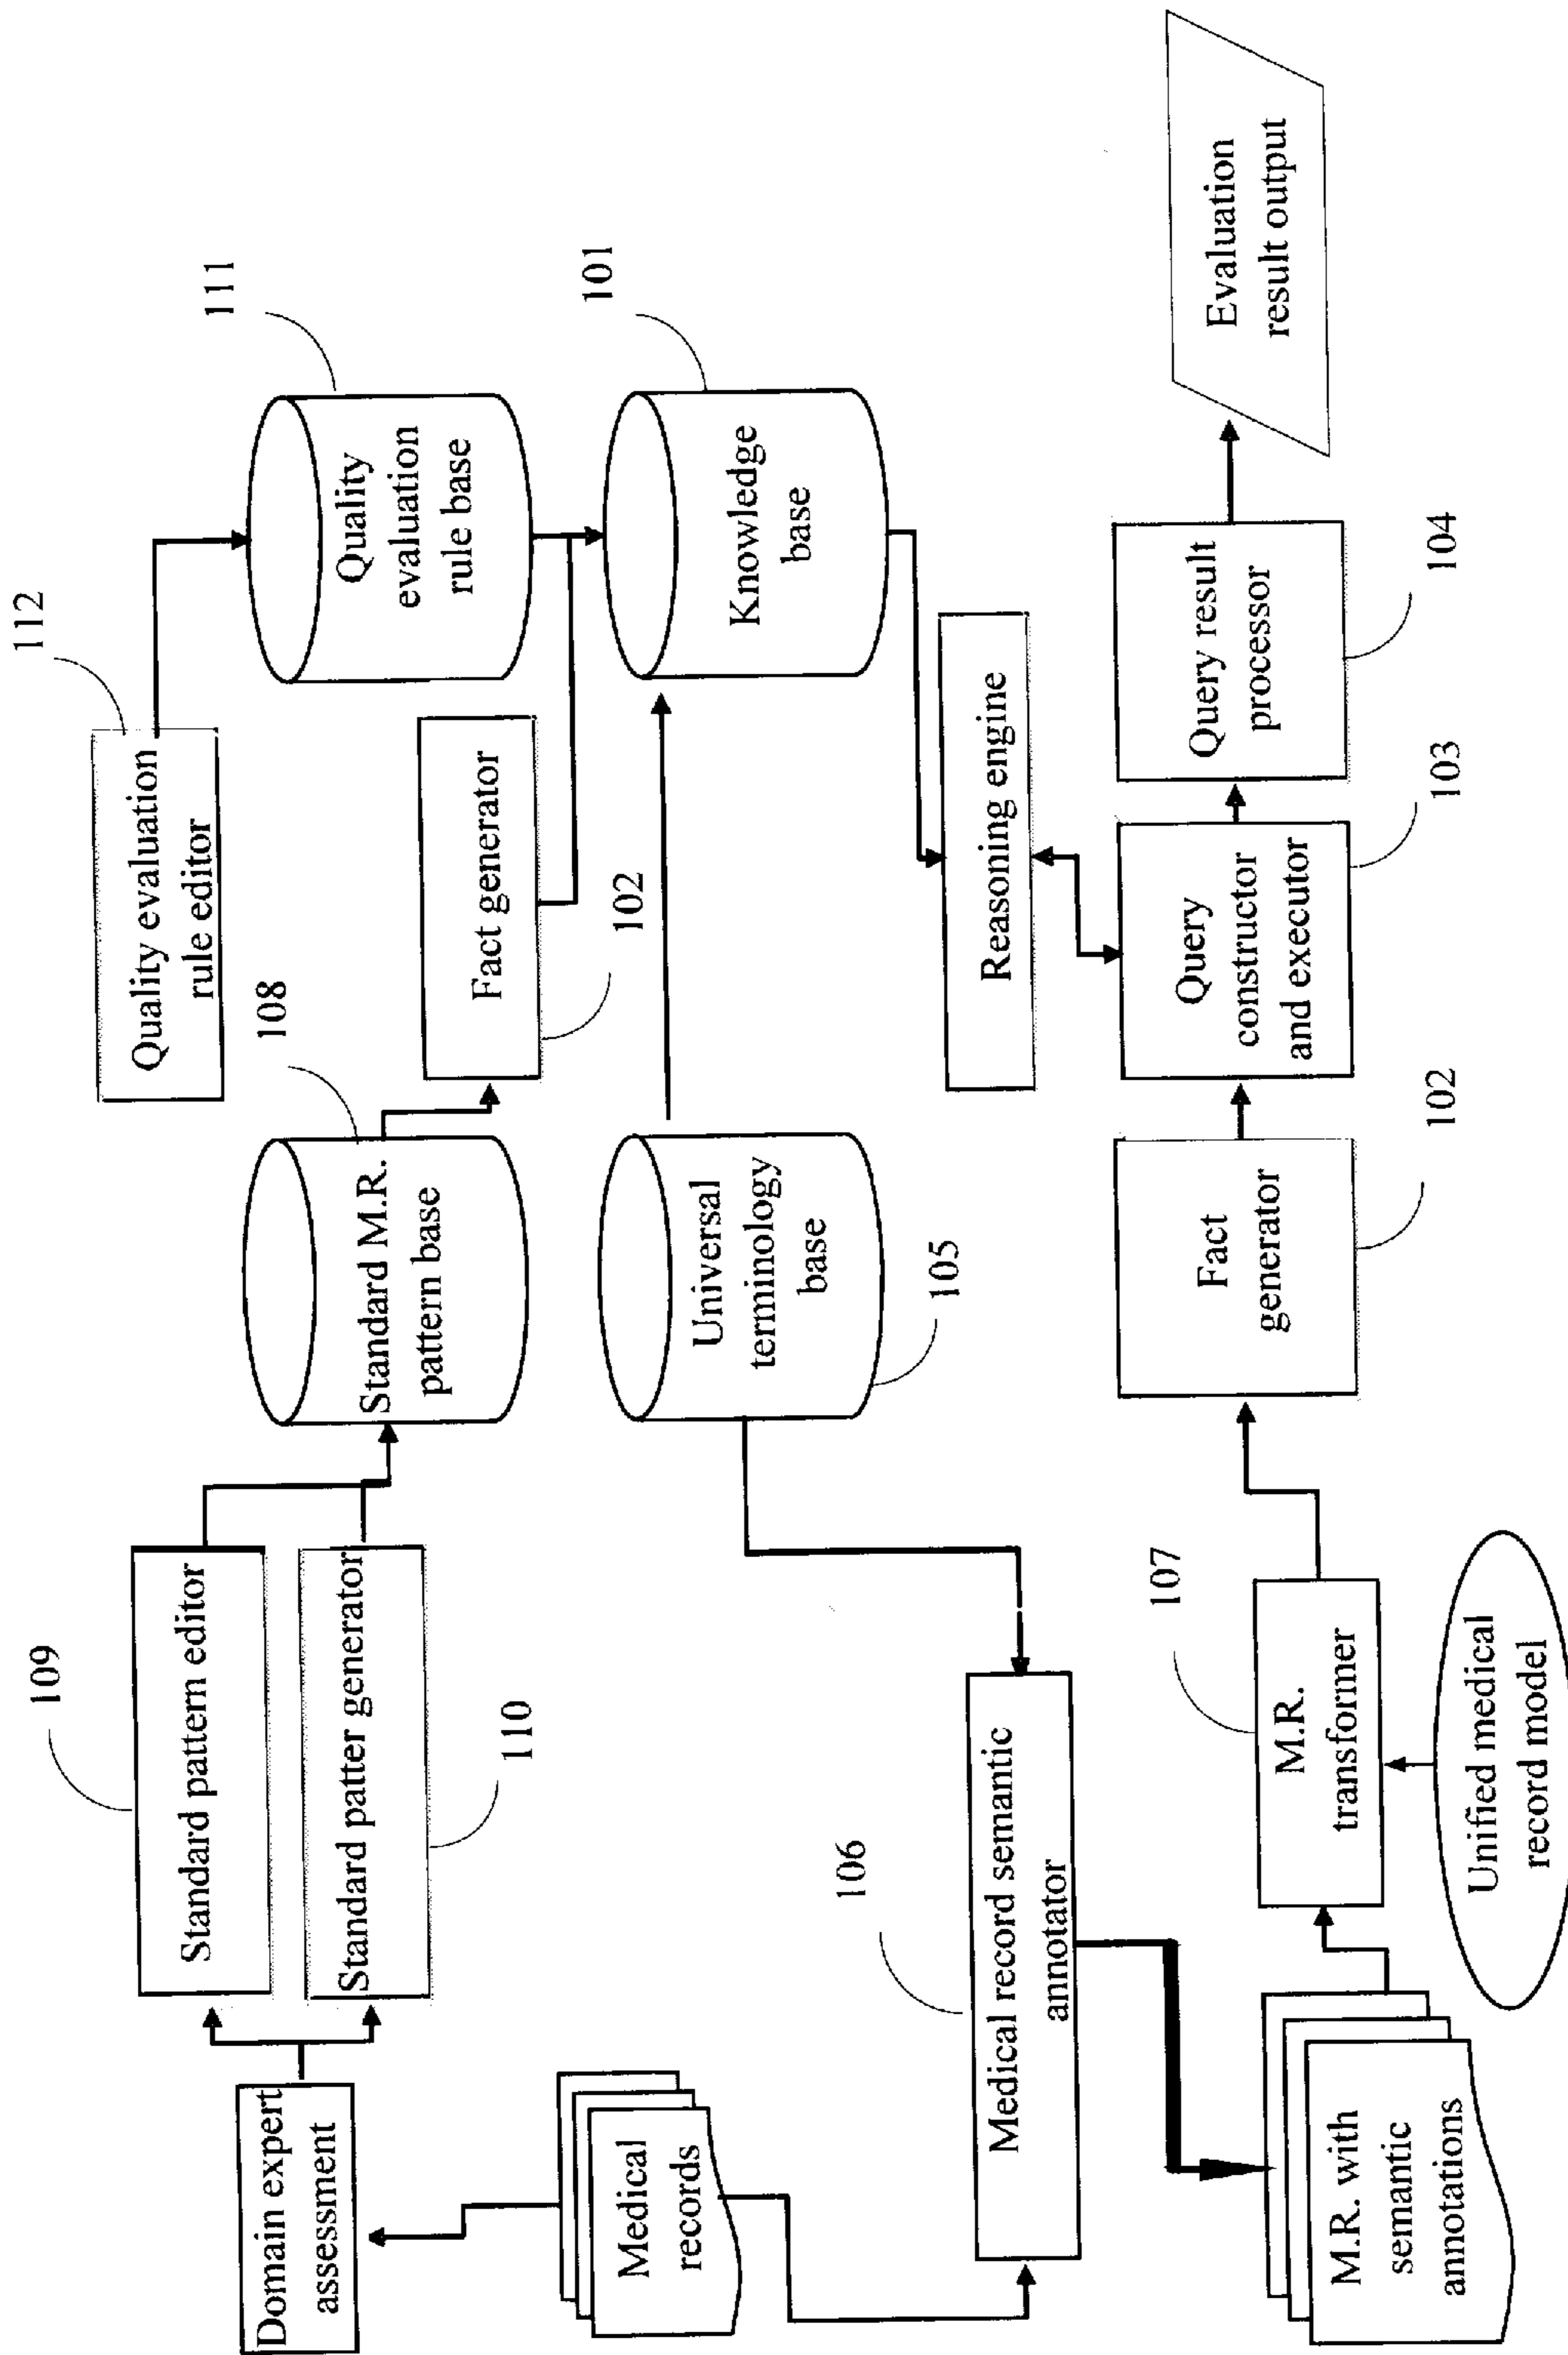 112
Quality evaluation
rule editor
111
Quality
evaluation
rule base
109
Standard pattern editor
Standard patter generator
110
108
Standard M.R.
pattern base
Fact generator
102
Domain expert
assessment
Medical
records
Universal
terminology
base
105
101
Knowledge
base
106
Medical record semantic
annotator
Reasoning engine
M.R. with
semantic
annotations
107
M.R.
transformer
Unified medical
record model
Fact
generator
102
Query
constructor
and executor
103
Query result
processor
104
Evaluation
result output